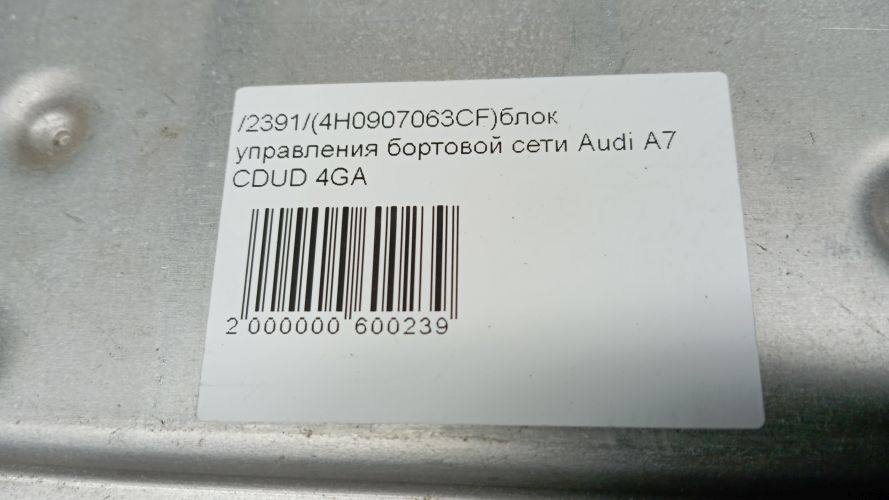 /2391/(4H0907063CF)блок
управления бортовой сети Audi A7
CDUD 4GA
2 000000 600239